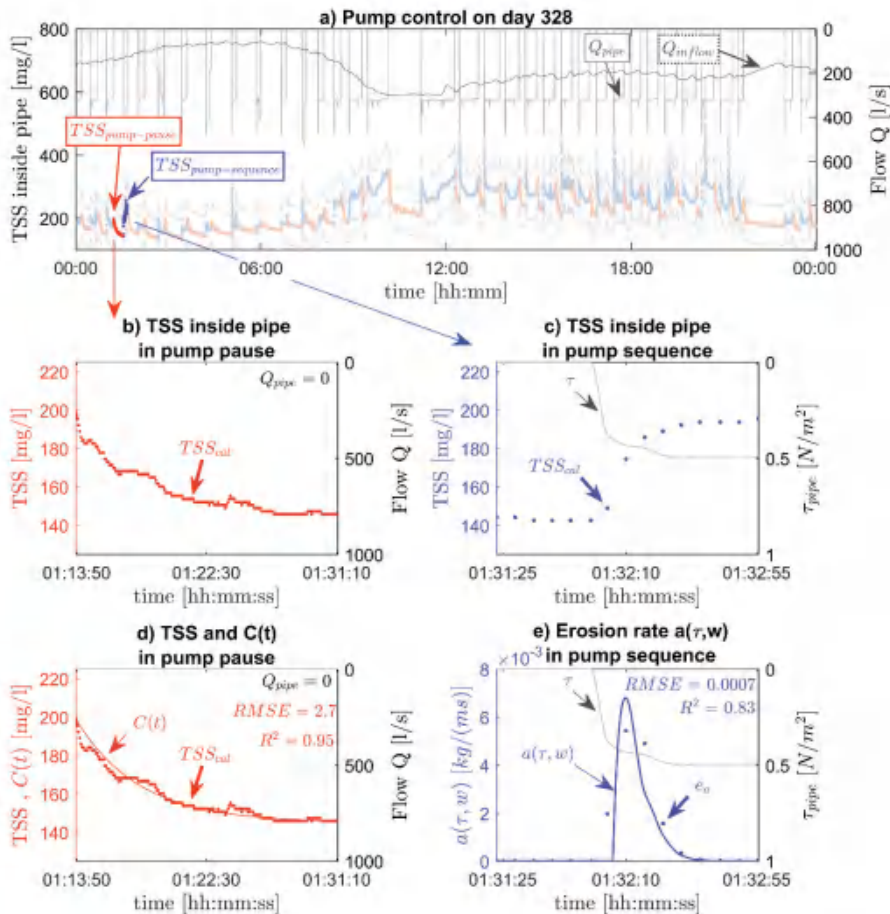 a) Pump control on day 328
TSS inside pipe [mg/l]
800
600
400
200
Q_pipe
Q_inflow
TSS_pump-pause
TSS_pump-sequence
0
200
400
600
800
1000
Flow Q [l/s]
00:00
06:00
12:00
18:00
00:00
time [hh:mm]
b) TSS inside pipe
in pump pause
TSS [mg/l]
220
200
180
160
140
Q_pipe = 0
TSS_cal
0
500
1000
Flow Q [l/s]
01:13:50
01:22:30
01:31:10
time [hh:mm:ss]
c) TSS inside pipe
in pump sequence
TSS [mg/l]
220
200
180
160
140
τ
TSS_cal
0
0.5
1
τ_pipe [N/m²]
01:31:25
01:32:10
01:32:55
time [hh:mm:ss]
d) TSS and C(t)
in pump pause
TSS , C(t) [mg/l]
220
200
180
160
140
Q_pipe = 0
RMSE = 2.7
R² = 0.95
C(t)
TSS_cal
0
500
1000
Flow Q [l/s]
01:13:50
01:22:30
01:31:10
time [hh:mm:ss]
e) Erosion rate a(τ,w)
in pump sequence
×10⁻³
a(τ, w) [kg/(ms)]
8
6
4
2
0
τ
RMSE = 0.0007
R² = 0.83
a(τ, w)
0
0.5
1
τ_pipe [N/m²]
01:31:25
01:32:10
01:32:55
time [hh:mm:ss]